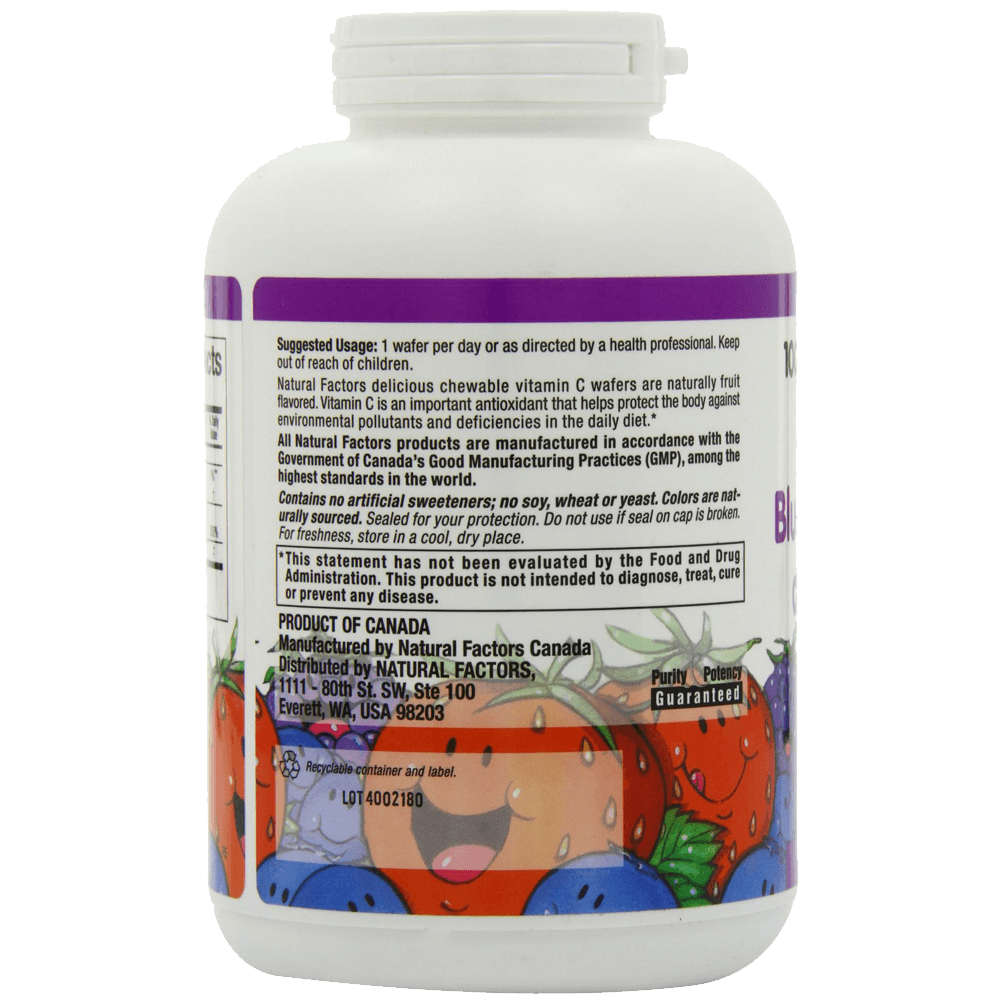 cts
Suggested Usage: 1 wafer per day or as directed by a health professional. Keep
out of reach of children.
Natural Factors delicious chewable vitamin C wafers are naturally fruit
flavored. Vitamin C is an important antioxidant that helps protect the body against
environmental pollutants and deficiencies in the daily diet.*
All Natural Factors products are manufactured in accordance with the
Government of Canada's Good Manufacturing Practices (GMP), among the
highest standards in the world.
Contains no artificial sweeteners; no soy, wheat or yeast. Colors are nat-
urally sourced. Sealed for your protection. Do not use if seal on cap is broken.
For freshness, store in a cool, dry place.
*This statement has not been evaluated by the Food and Drug
Administration. This product is not intended to diagnose, treat, cure
or prevent any disease.
PRODUCT OF CANADA
Manufactured by Natural Factors Canada
Distributed by NATURAL FACTORS,
1111 - 80th St. SW, Ste 100
Everett, WA, USA 98203
Purity Potency
Guaranteed
Recyclable container and label.
LOT 4002180
10
Blu